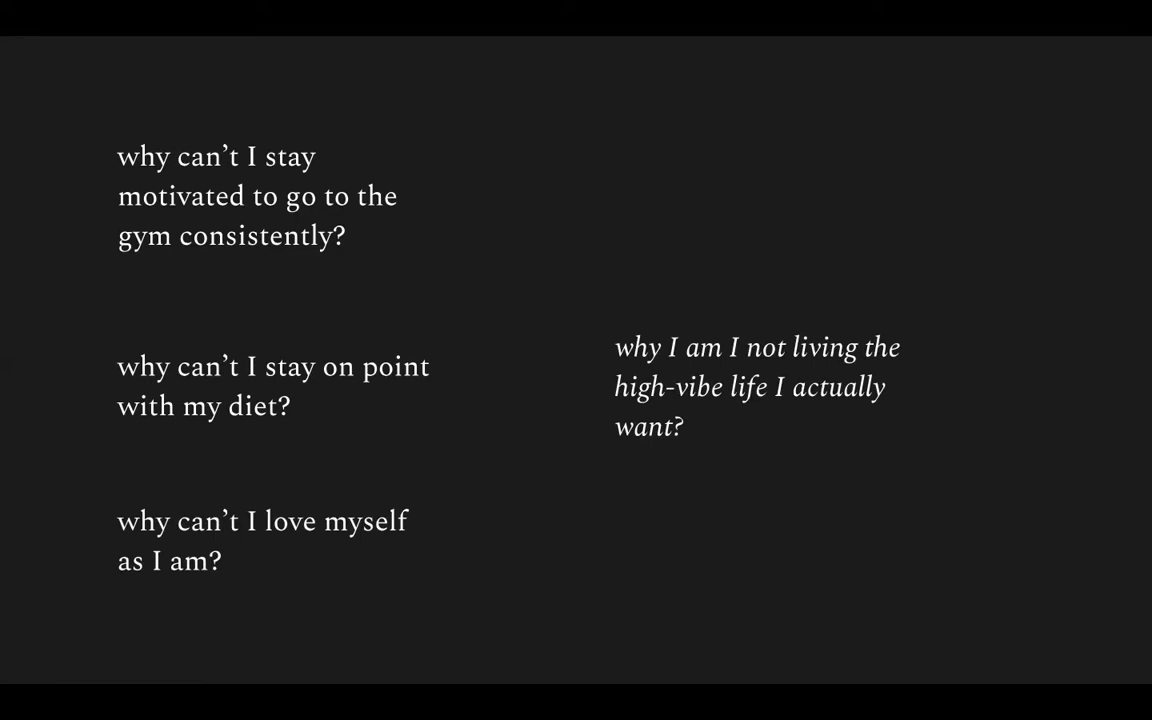 why can’t I stay
motivated to go to the
gym consistently?
why can’t I stay on point
with my diet?
why can’t I love myself
as I am?
why I am I not living the
high-vibe life I actually
want?